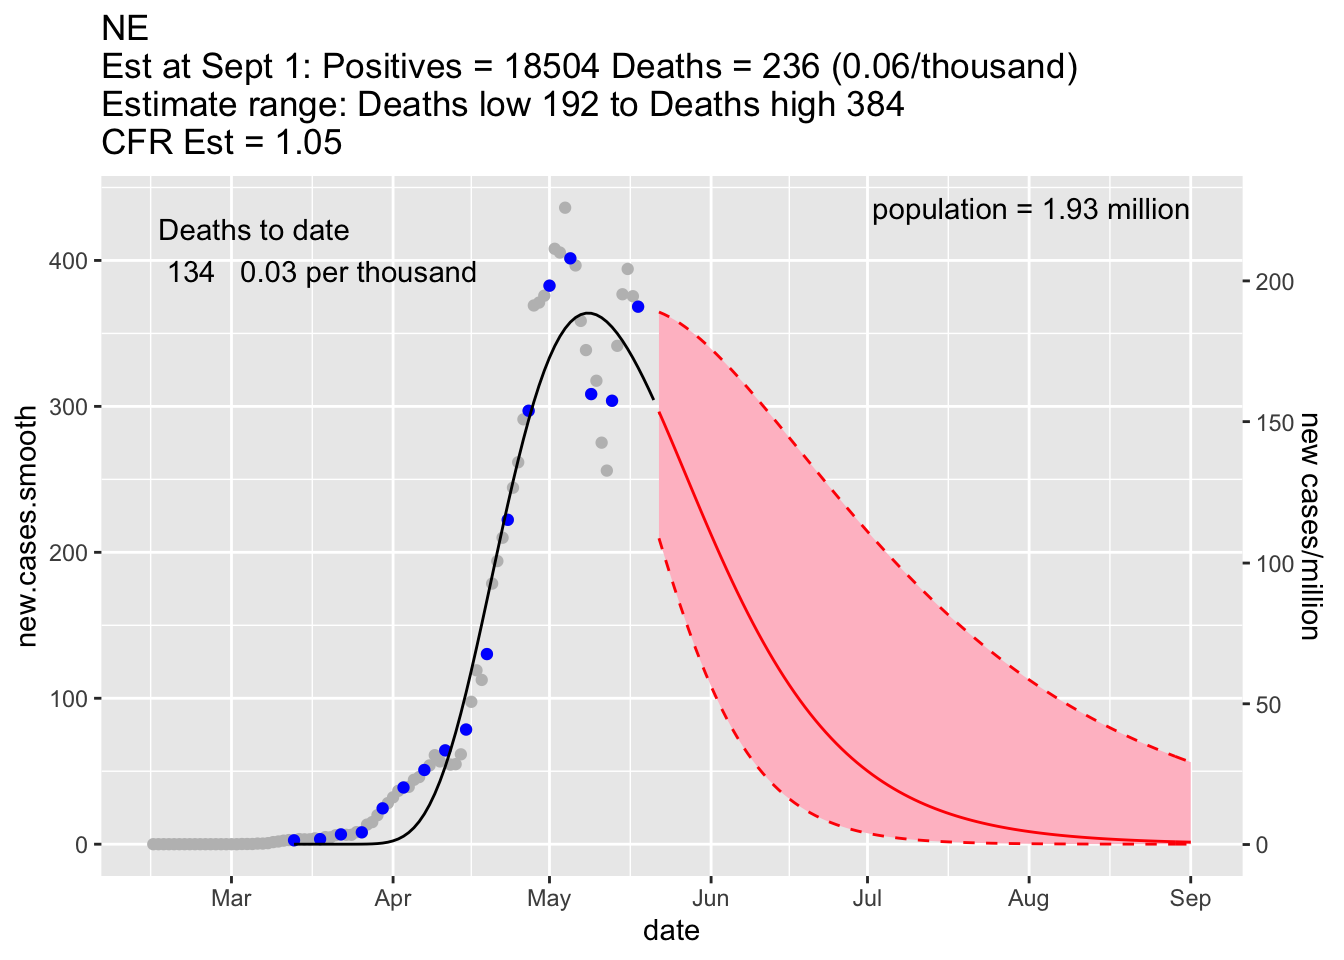 NE
Est at Sept 1: Positives = 18504 Deaths = 236 (0.06/thousand)
Estimate range: Deaths low 192 to Deaths high 384
CFR Est = 1.05
population = 1.93 million
Deaths to date
134 0.03 per thousand
400
300
200
100
0
new.cases.smooth
200
150
100
50
0
new cases/million
Mar Apr May Jun Jul Aug Sep
date